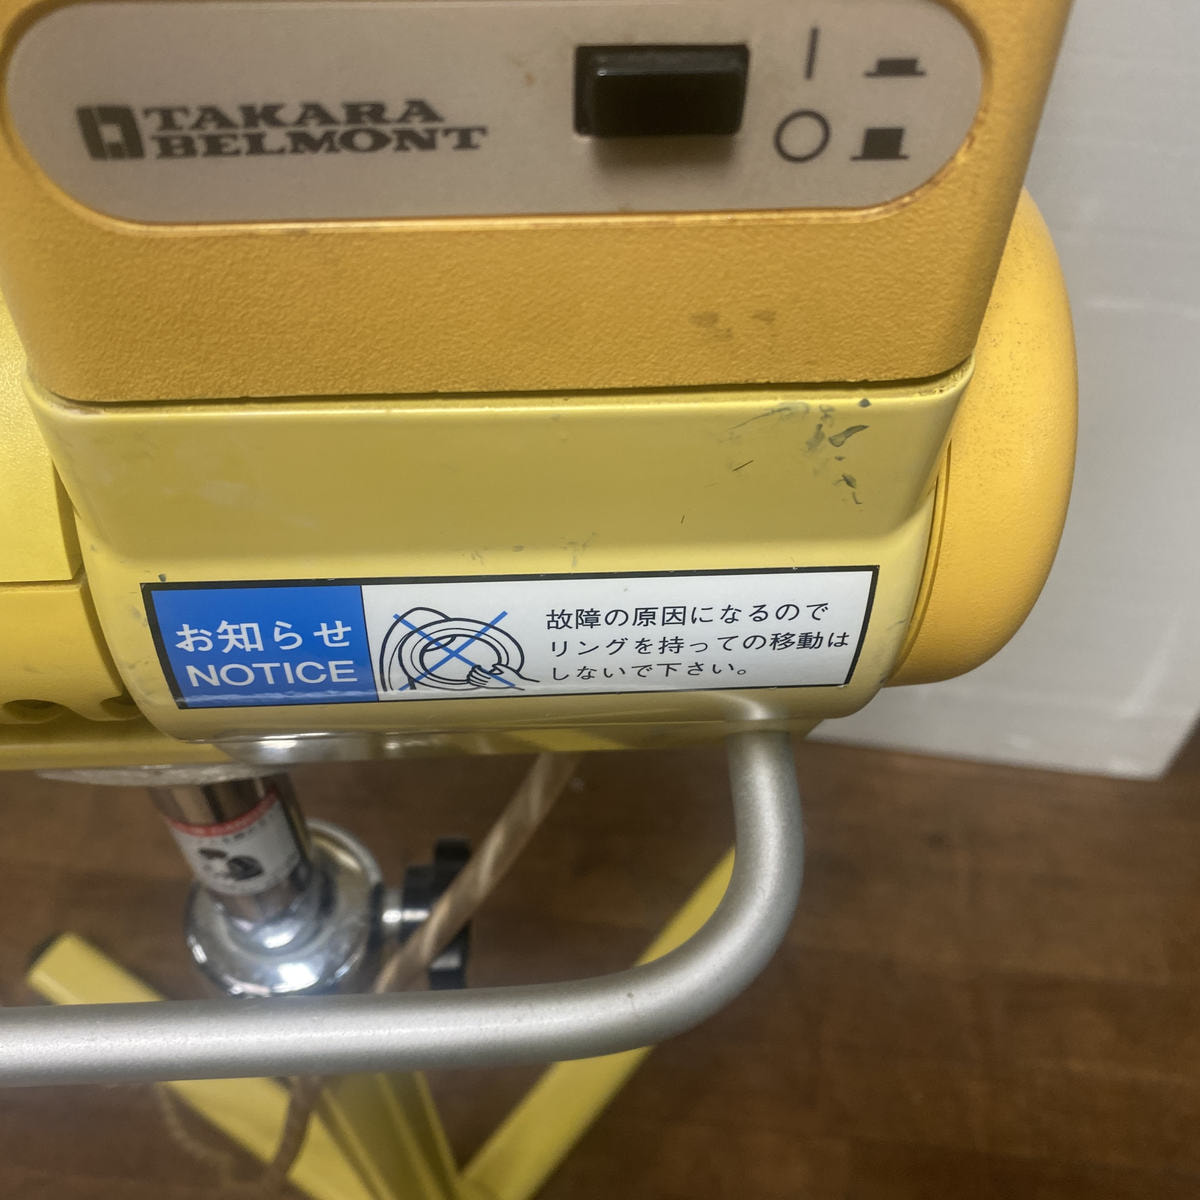 TAKARA
BELMONT
お知らせ
NOTICE
故障の原因になるので
リングを持っての移動は
しないで下さい。